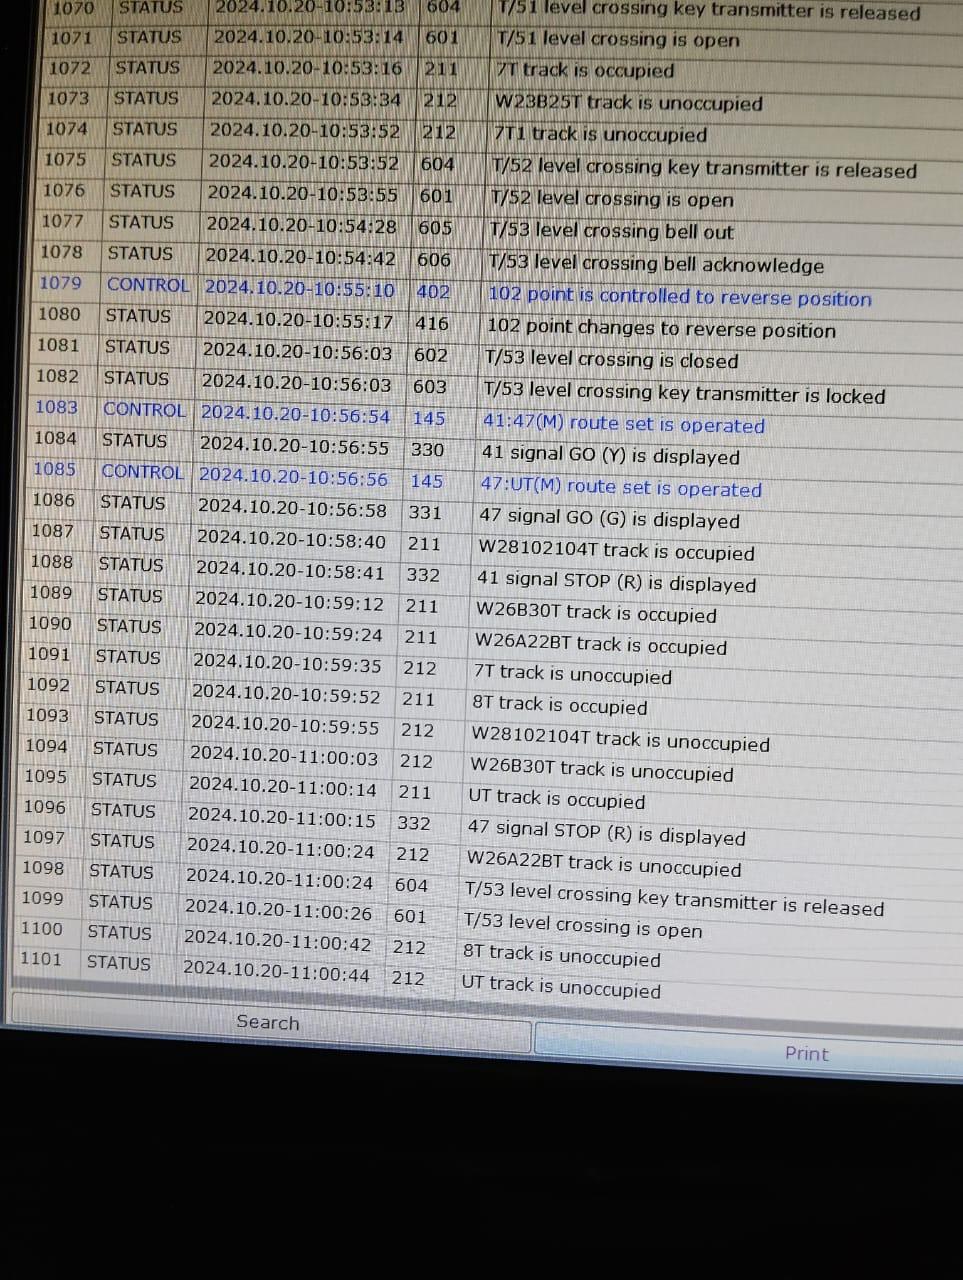 1070 STATUS 2024.10.20-10:53:13 604 T/51 level crossing key transmitter is released
1071 STATUS 2024.10.20-10:53:14 601 T/51 level crossing is open
1072 STATUS 2024.10.20-10:53:16 211 7T track is occupied
1073 STATUS 2024.10.20-10:53:34 212 W23B25T track is unoccupied
1074 STATUS 2024.10.20-10:53:52 212 7T1 track is unoccupied
1075 STATUS 2024.10.20-10:53:52 604 T/52 level crossing key transmitter is released
1076 STATUS 2024.10.20-10:53:55 601 T/52 level crossing is open
1077 STATUS 2024.10.20-10:54:28 605 T/53 level crossing bell out
1078 STATUS 2024.10.20-10:54:42 606 T/53 level crossing bell acknowledge
1079 CONTROL 2024.10.20-10:55:10 402 102 point is controlled to reverse position
1080 STATUS 2024.10.20-10:55:17 416 102 point changes to reverse position
1081 STATUS 2024.10.20-10:56:03 602 T/53 level crossing is closed
1082 STATUS 2024.10.20-10:56:03 603 T/53 level crossing key transmitter is locked
1083 CONTROL 2024.10.20-10:56:54 145 41:47(M) route set is operated
1084 STATUS 2024.10.20-10:56:55 330 41 signal GO (Y) is displayed
1085 CONTROL 2024.10.20-10:56:56 145 47:UT(M) route set is operated
1086 STATUS 2024.10.20-10:56:58 331 47 signal GO (G) is displayed
1087 STATUS 2024.10.20-10:58:40 211 W28102104T track is occupied
1088 STATUS 2024.10.20-10:58:41 332 41 signal STOP (R) is displayed
1089 STATUS 2024.10.20-10:59:12 211 W26B30T track is occupied
1090 STATUS 2024.10.20-10:59:24 211 W26A22BT track is occupied
1091 STATUS 2024.10.20-10:59:35 212 7T track is unoccupied
1092 STATUS 2024.10.20-10:59:52 211 8T track is occupied
1093 STATUS 2024.10.20-10:59:55 212 W28102104T track is unoccupied
1094 STATUS 2024.10.20-11:00:03 212 W26B30T track is unoccupied
1095 STATUS 2024.10.20-11:00:14 211 UT track is occupied
1096 STATUS 2024.10.20-11:00:15 332 47 signal STOP (R) is displayed
1097 STATUS 2024.10.20-11:00:24 212 W26A22BT track is unoccupied
1098 STATUS 2024.10.20-11:00:24 604 T/53 level crossing key transmitter is released
1099 STATUS 2024.10.20-11:00:26 601 T/53 level crossing is open
1100 STATUS 2024.10.20-11:00:42 212 8T track is unoccupied
1101 STATUS 2024.10.20-11:00:44 212 UT track is unoccupied
Search Print